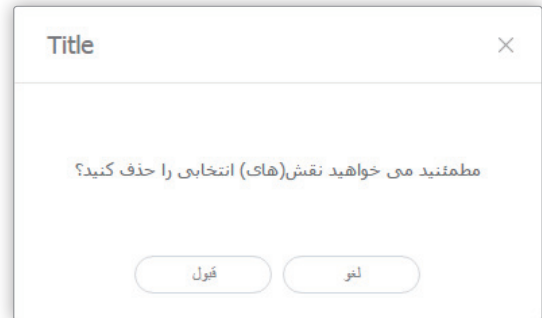 Title
مطمئنید می خواهید نقش(های) انتخابی را حذف کنید؟
لغو
قبول